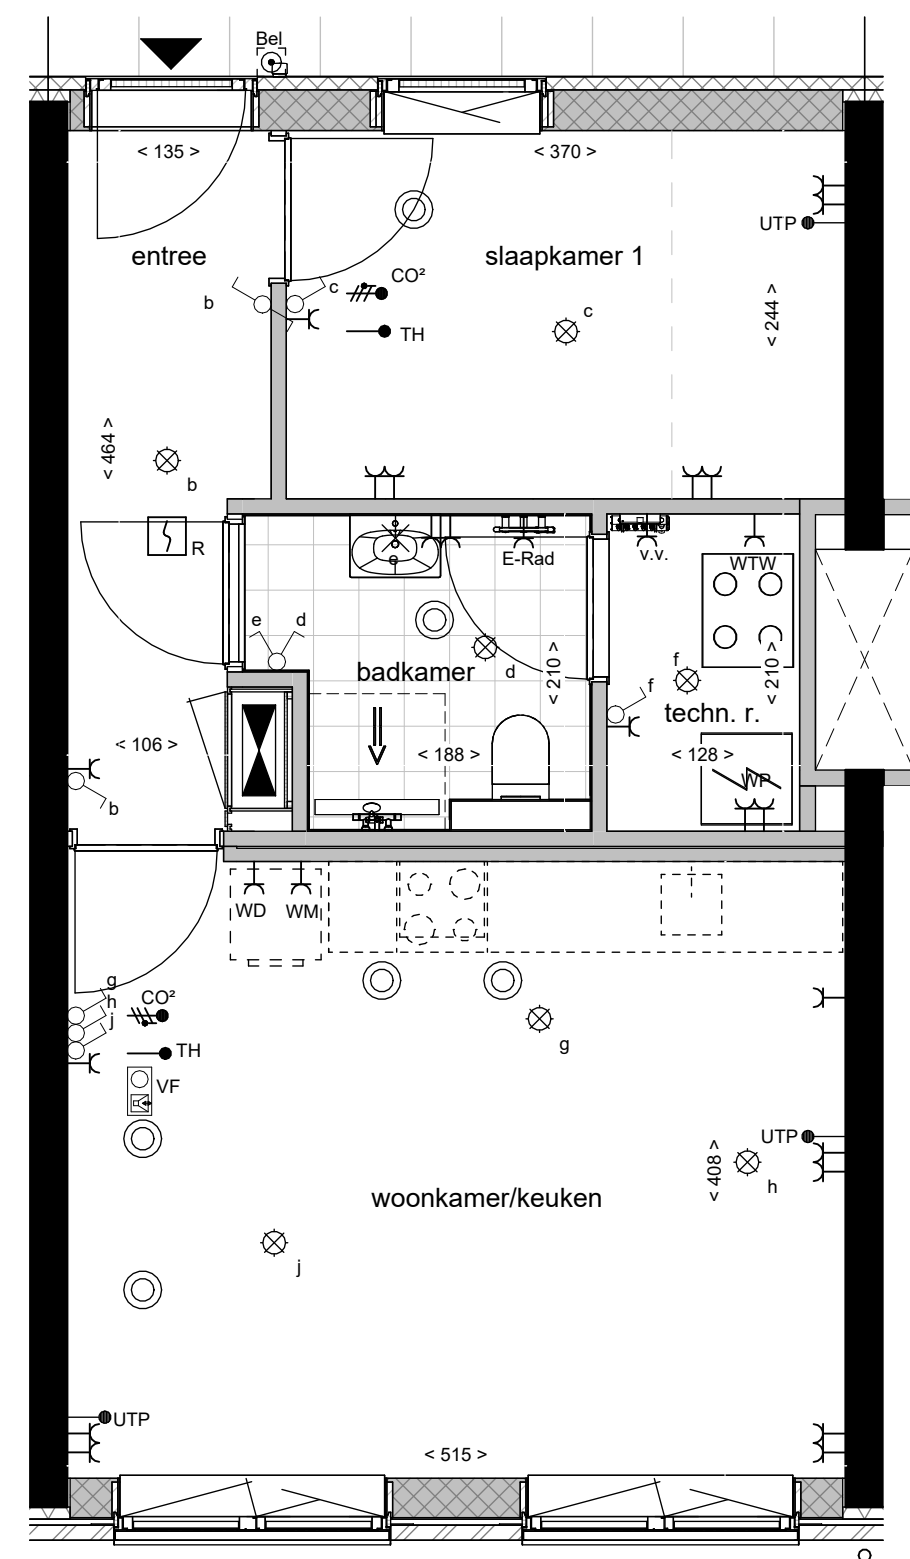 Bel
< 135 >
< 370 >
UTP
entree
slaapkamer 1
CO²
c
b
c
< 244 >
TH
< 464 >
b
R
E-Rad
v.v.
WTW
e
d
badkamer
d
< 210 >
f
f
< 210 >
techn. r.
< 106 >
< 188 >
< 128 >
WP
b
WD
WM
g
h
j
CO²
TH
g
VF
UTP
< 408 >
h
woonkamer/keuken
j
UTP
< 515 >